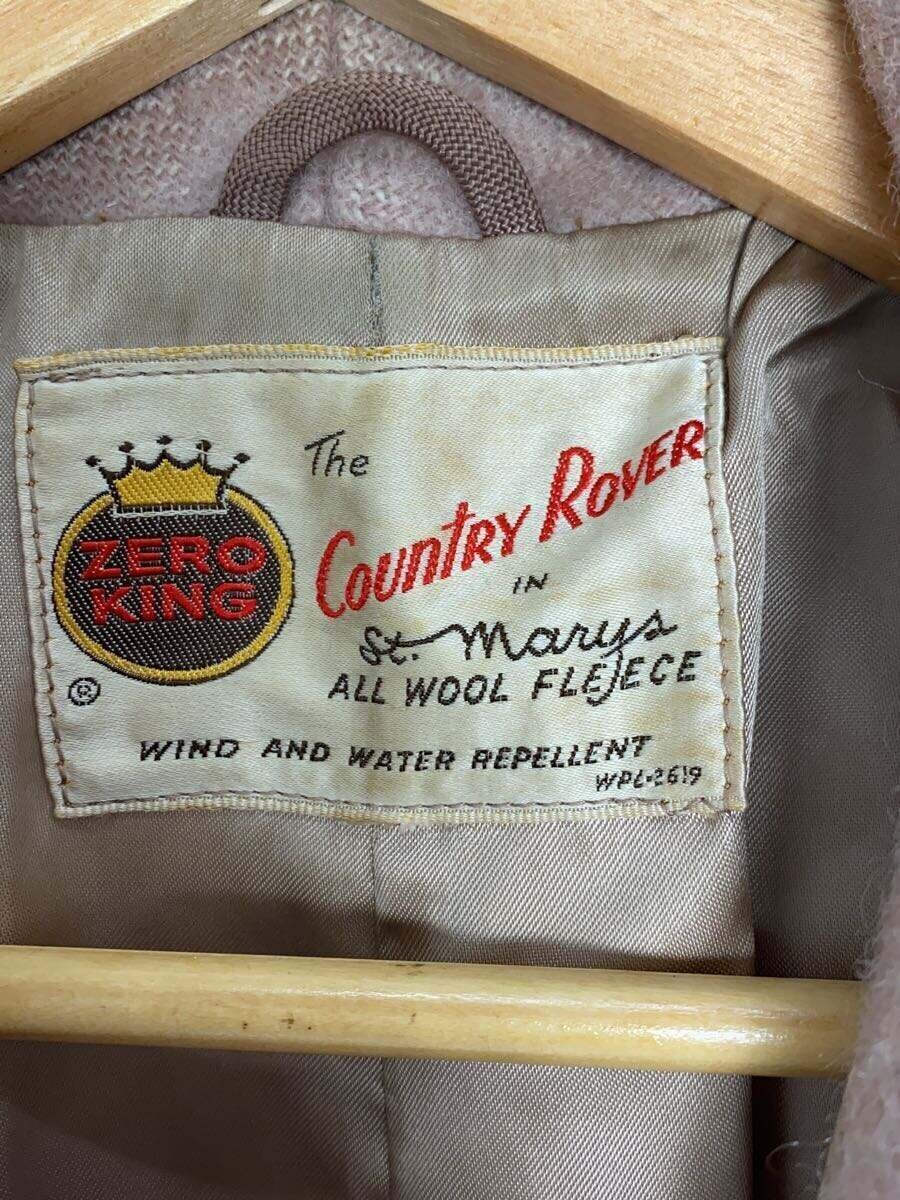 ZERO
KING
®
The
Country Rover
IN
St. Marys
ALL WOOL FLEECE
WIND AND WATER REPELLENT
WPL-2619